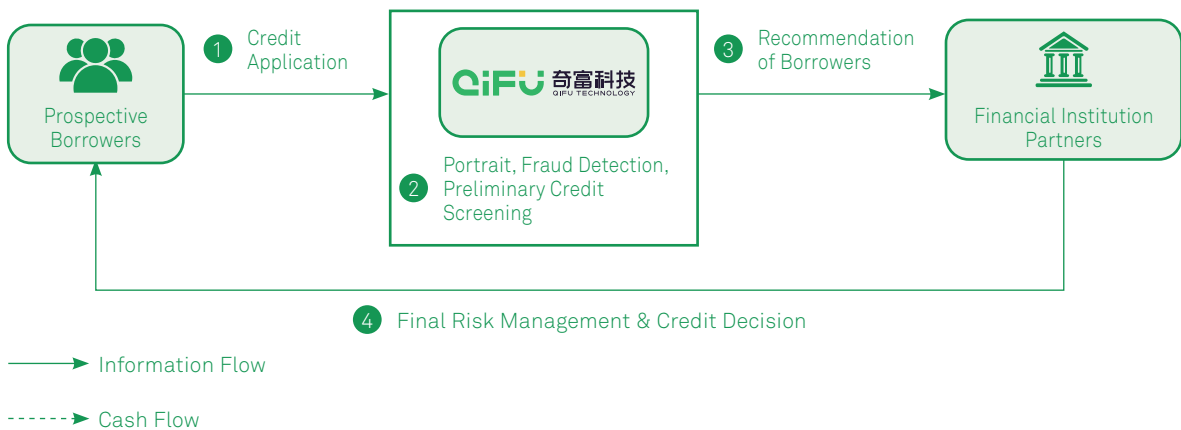 1
Credit
Application
Prospective
Borrowers
QiFU 奇富科技
QIFU TECHNOLOGY
2
Portrait, Fraud Detection,
Preliminary Credit
Screening
3
Recommendation
of Borrowers
Financial Institution
Partners
4 Final Risk Management & Credit Decision
Information Flow
Cash Flow